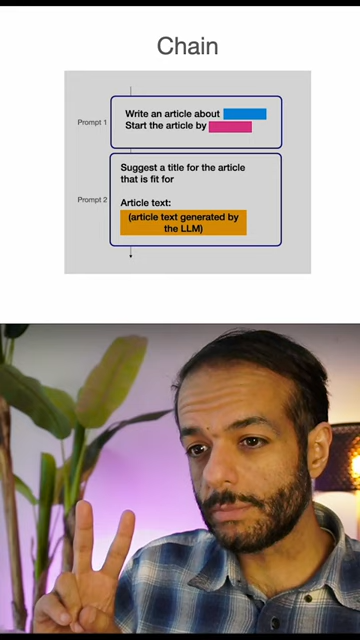 Chain
Prompt 1
Write an article about
Start the article by
Prompt 2
Suggest a title for the article
that is fit for
Article text:
(article text generated by
the LLM)